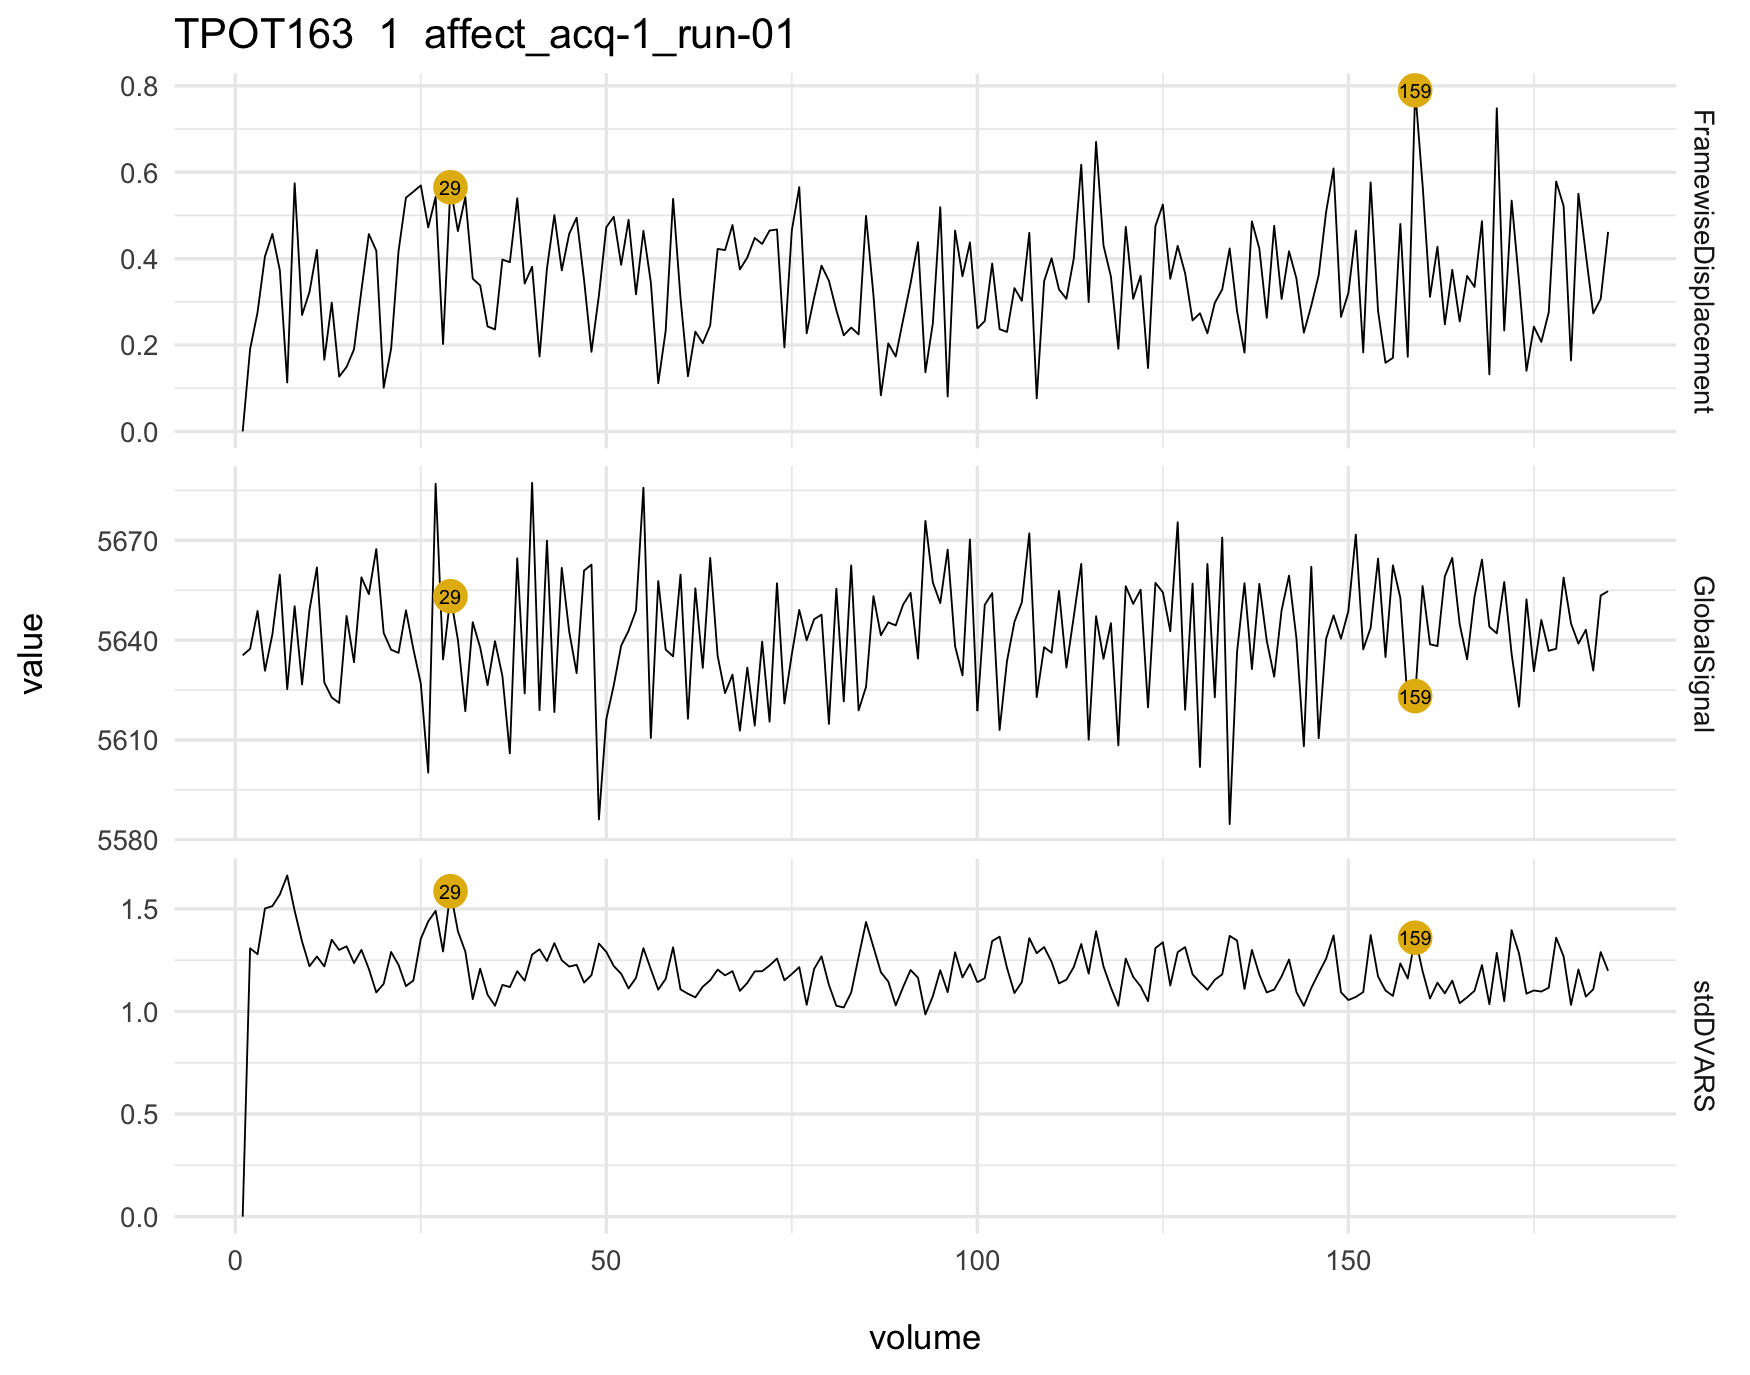 TPOT163  1  affect_acq-1_run-01
0.8
0.6
0.4
0.2
0.0
159
29
FramewiseDisplacement
5670
5640
5610
5580
29
159
GlobalSignal
1.5
1.0
0.5
0.0
29
159
stdDVARS
value
0 50 100 150
volume